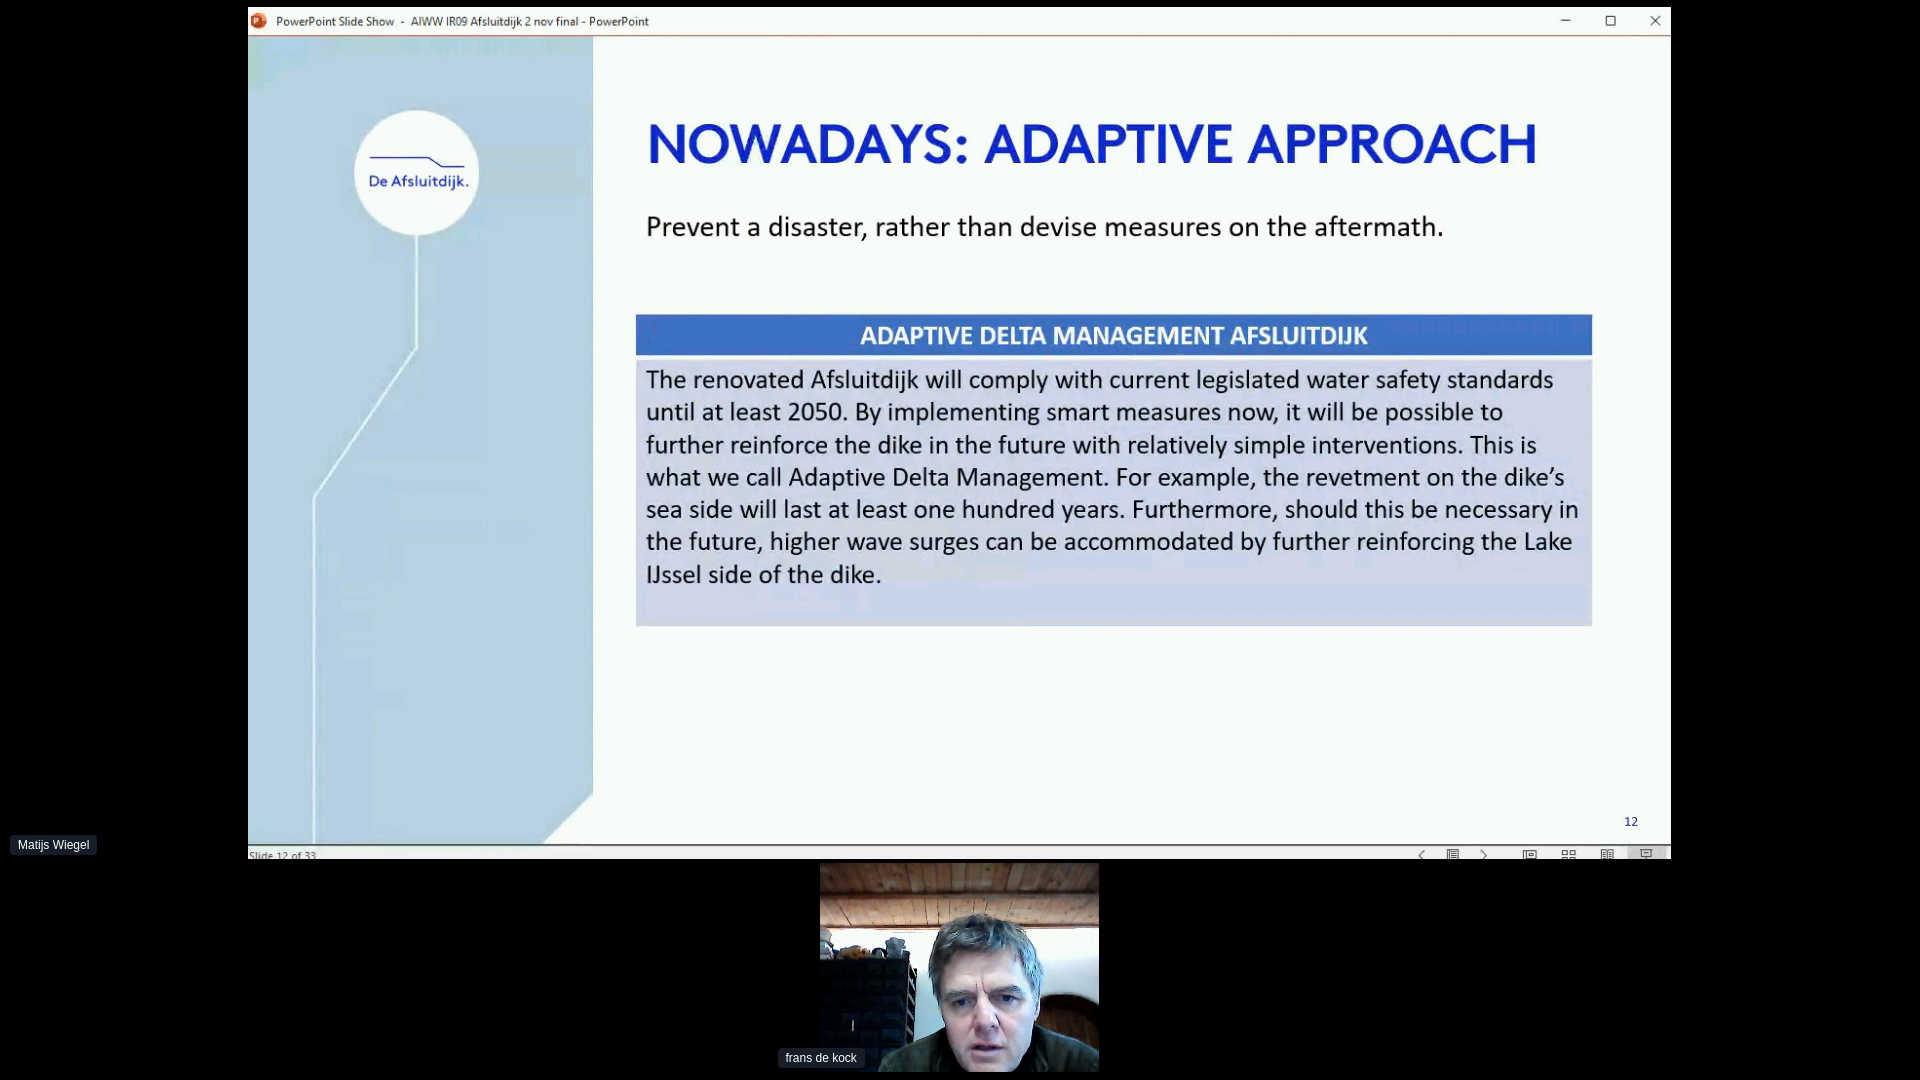 PowerPoint Slide Show - AIWW IR09 Afsluitdijk 2 nov final - PowerPoint
De Afsluitdijk.
NOWADAYS: ADAPTIVE APPROACH
Prevent a disaster, rather than devise measures on the aftermath.
ADAPTIVE DELTA MANAGEMENT AFSLUITDIJK
The renovated Afsluitdijk will comply with current legislated water safety standards
until at least 2050. By implementing smart measures now, it will be possible to
further reinforce the dike in the future with relatively simple interventions. This is
what we call Adaptive Delta Management. For example, the revetment on the dike’s
sea side will last at least one hundred years. Furthermore, should this be necessary in
the future, higher wave surges can be accommodated by further reinforcing the Lake
IJssel side of the dike.
12
Matijs Wiegel
Slide 12 of 33
frans de kock